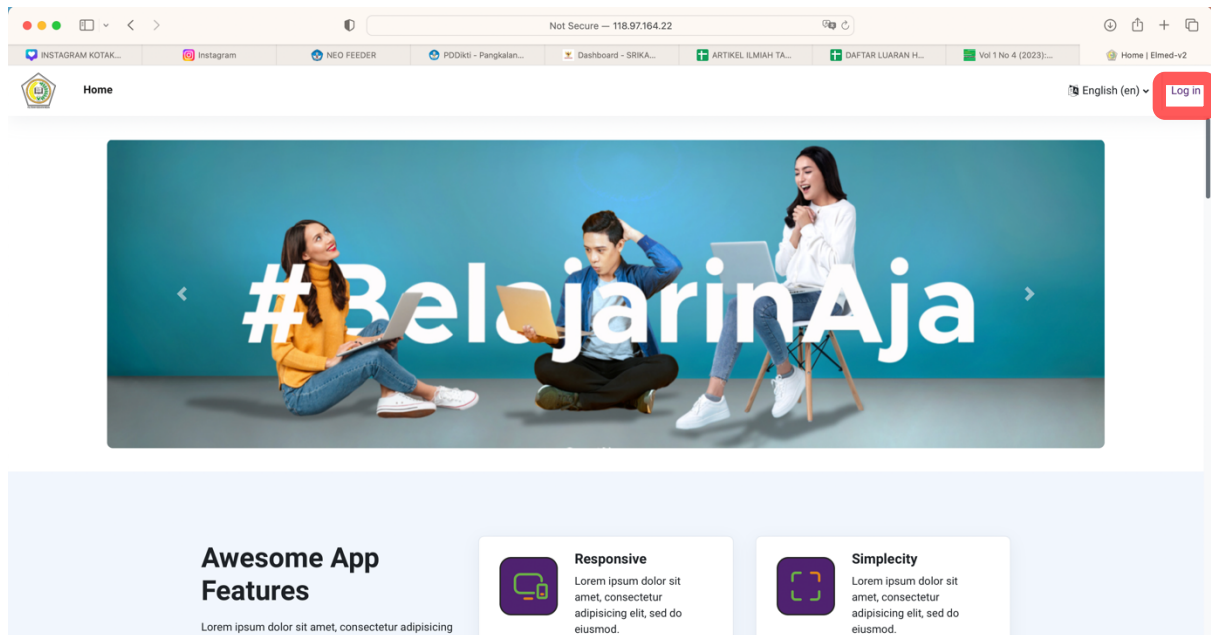 Not Secure — 118.97.164.22
INSTAGRAM KOTAK...
Instagram
NEO FEEDER
PDDikti - Pangkalan...
Dashboard - SRIKA...
ARTIKEL ILMIAH TA...
DAFTAR LUARAN H...
Vol 1 No 4 (2023):...
Home | Elmed-v2
Home
English (en)
Log in
#BelajarinAja
Awesome App
Features
Lorem ipsum dolor sit amet, consectetur adipisicing
Responsive
Lorem ipsum dolor sit
amet, consectetur
adipisicing elit, sed do
eiusmod.
Simplecity
Lorem ipsum dolor sit
amet, consectetur
adipisicing elit, sed do
eiusmod.